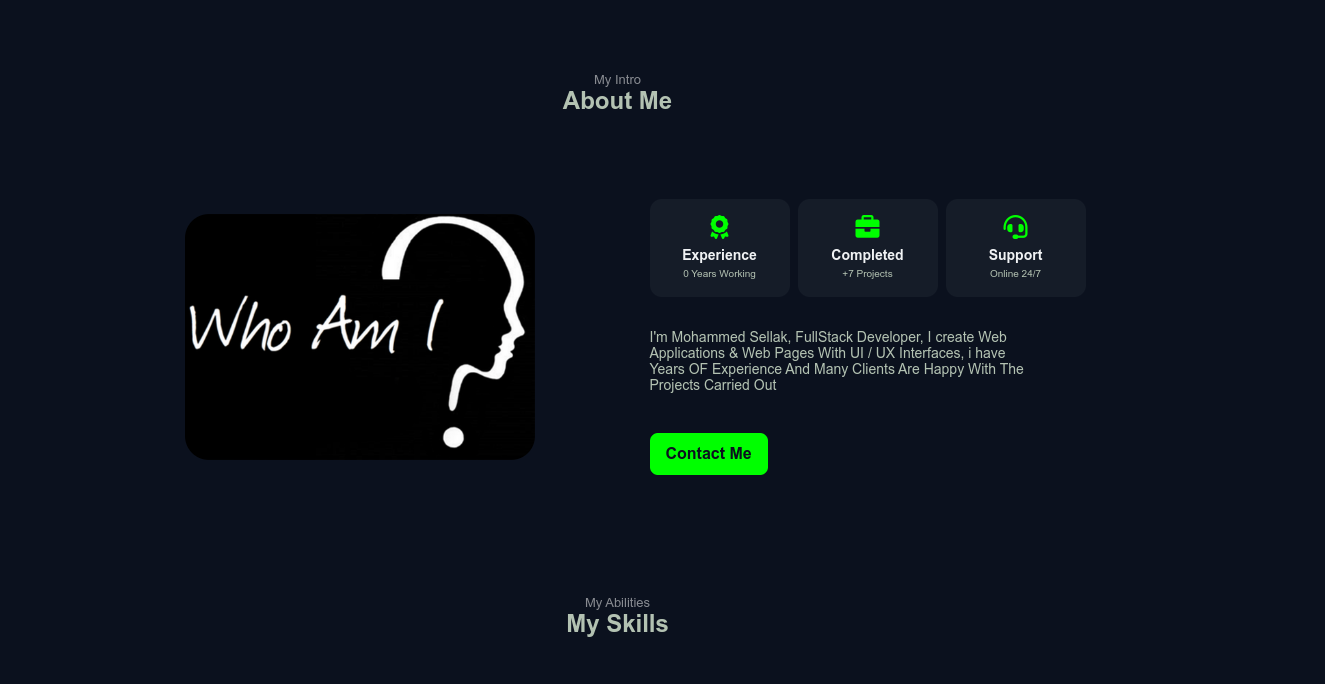 My Intro
About Me
Who Am I
Experience
0 Years Working
Completed
+7 Projects
Support
Online 24/7
I'm Mohammed Sellak, FullStack Developer, I create Web
Applications & Web Pages With UI / UX Interfaces, i have
Years OF Experience And Many Clients Are Happy With The
Projects Carried Out
Contact Me
My Abilities
My Skills